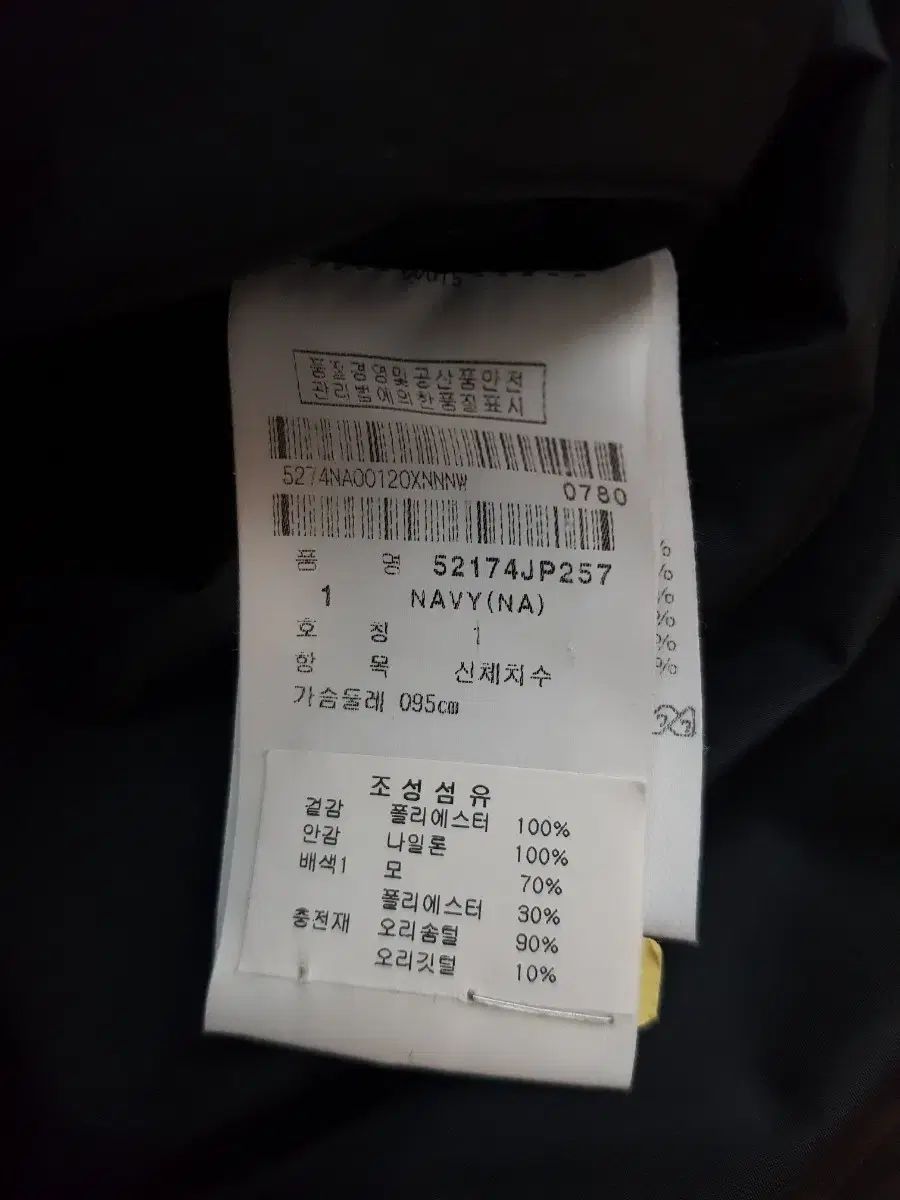 품질경영및공산품안전
관리법에의한품질표시
5274NA00120XNNNW
0780
품 명 52174JP257
1 NAVY(NA)
호 칭 1
항 목 신체치수
가슴둘레 095cm
조성섬유
겉감 폴리에스터 100%
안감 나일론 100%
배색1 모 70%
폴리에스터 30%
충전재 오리솜털 90%
오리깃털 10%
%
%
%
%
%
%